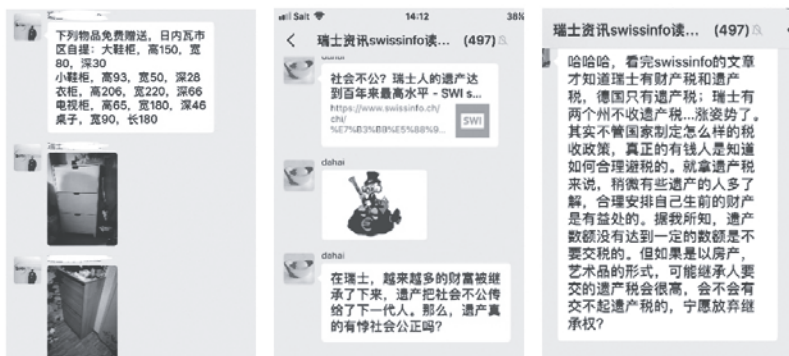 下列物品免费赠送，日内瓦市
区自提：大鞋柜，高150，宽
80，深30
小鞋柜，高93，宽50，深28
衣柜，高206，宽220，深66
电视柜，高65，宽180，深46
桌子，宽90，长180
Salt
14:12
38%
瑞士资讯swissinfo读... (497)
dahai
社会不公？瑞士人的遗产达
到百年来最高水平 - SWI s...
https://www.swissinfo.ch/
chi/
%E7%B3%BB%E5%88%9...
SWI
dahai
dahai
在瑞士，越来越多的财富被继
承了下来，遗产把社会不公传
给了下一代人。那么，遗产真
的有悖社会公正吗？
瑞士资讯swissinfo读... (497)
哈哈哈，看完swissinfo的文章
才知道瑞士有财产税和遗产
税，德国只有遗产税；瑞士有
两个州不收遗产税...涨姿势了。
其实不管国家制定怎么样的税
收政策，真正的有钱人是知道
如何合理避税的。就拿遗产税
来说，稍微有些遗产的人多了
解，合理安排自己生前的财产
是有益处的。据我所知，遗产
数额没有达到一定的数额是不
要交税的。但如果是以房产，
艺术品的形式，可能继承人要
交的遗产税会很高，会不会有
交不起遗产税的，宁愿放弃继
承权？